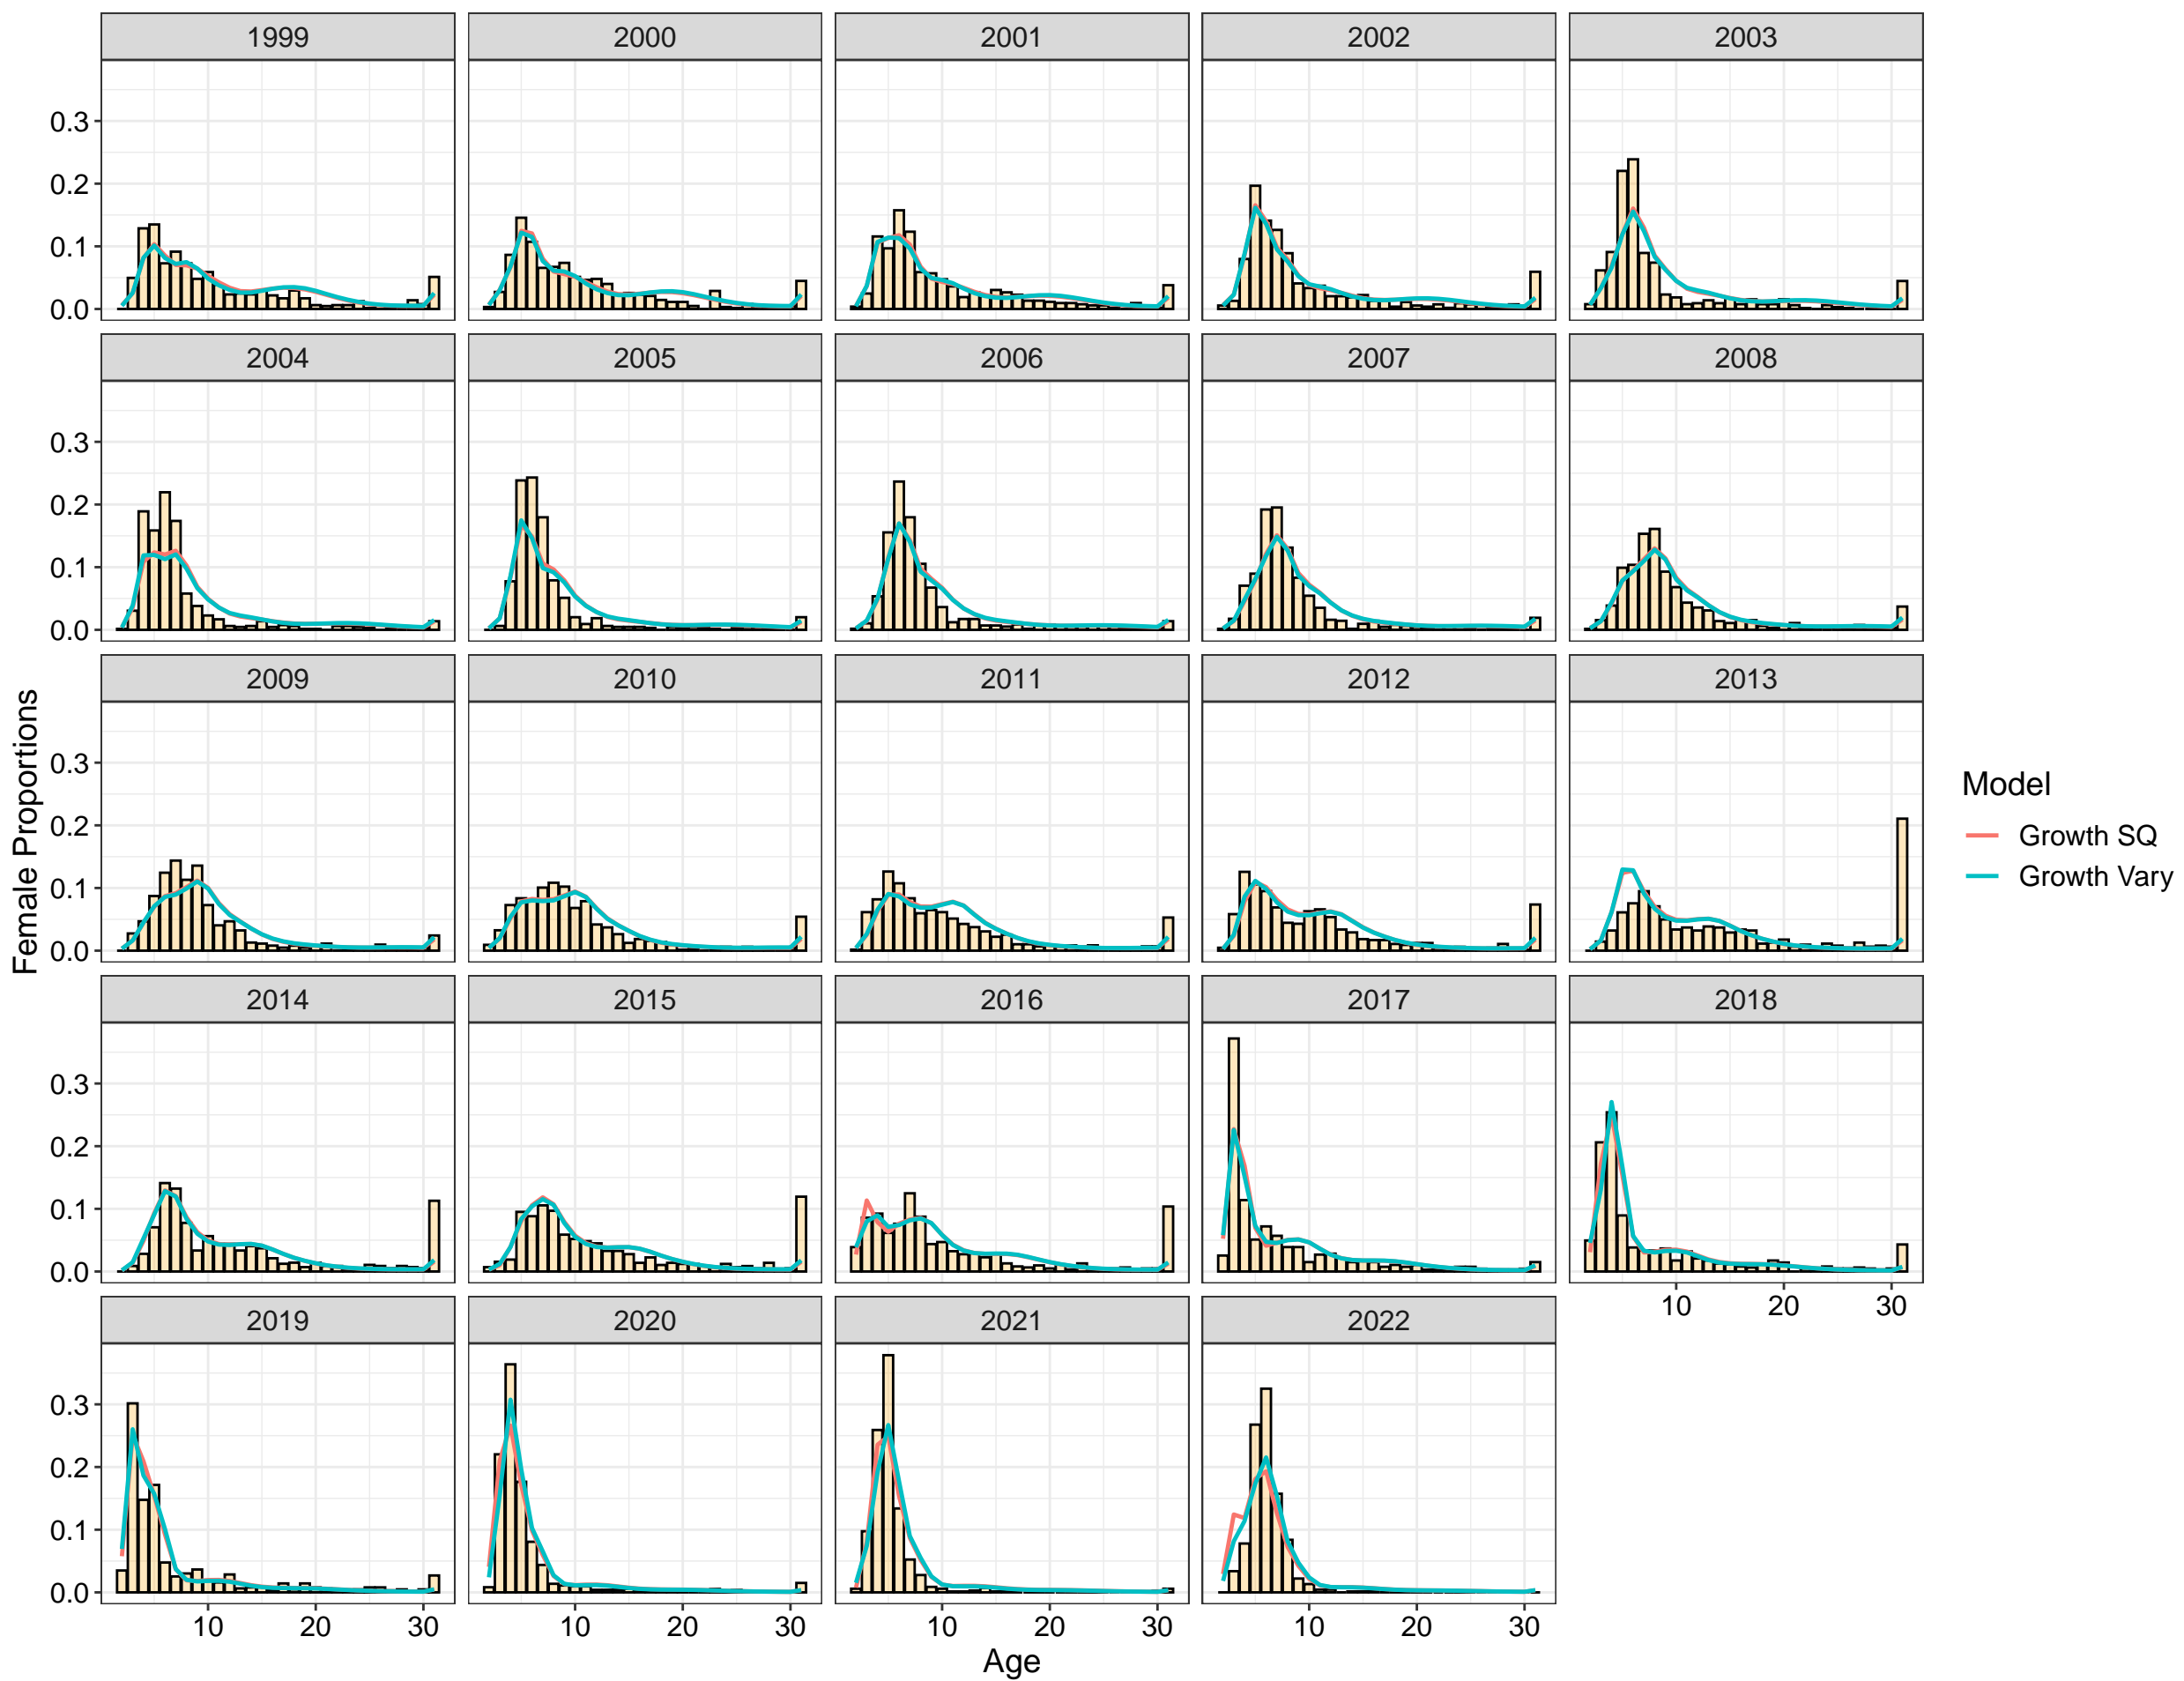 1999 2000 2001 2002 2003
0.3
0.2
0.1
0.0
2004 2005 2006 2007 2008
0.3
0.2
0.1
0.0
2009 2010 2011 2012 2013
0.3
0.2
0.1
0.0
2014 2015 2016 2017 2018
0.3
0.2
0.1
0.0
10 20 30
2019 2020 2021 2022
0.3
0.2
0.1
0.0
10 20 30 10 20 30 10 20 30 10 20 30
Age
Female Proportions
Model
Growth SQ
Growth Vary